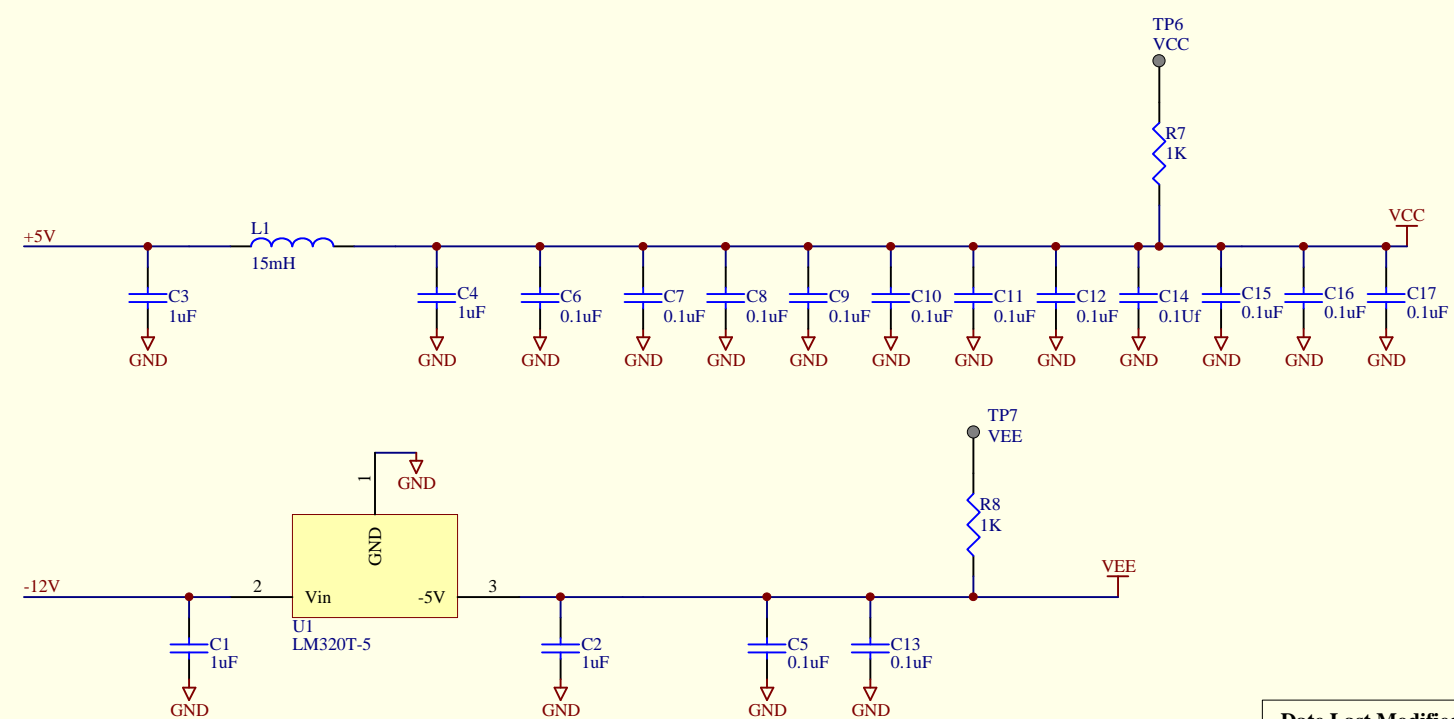 TP6
VCC
R7
1K
+5V
L1
15mH
VCC
C3
1uF
GND
C4
1uF
GND
C6
0.1uF
GND
C7
0.1uF
GND
C8
0.1uF
GND
C9
0.1uF
GND
C10
0.1uF
GND
C11
0.1uF
GND
C12
0.1uF
GND
C14
0.1Uf
GND
C15
0.1uF
GND
C16
0.1uF
GND
C17
0.1uF
GND
TP7
VEE
R8
1K
1
GND
GND
-12V
2
Vin
-5V
3
VEE
U1
LM320T-5
C1
1uF
GND
C2
1uF
GND
C5
0.1uF
GND
C13
0.1uF
GND
Date Last